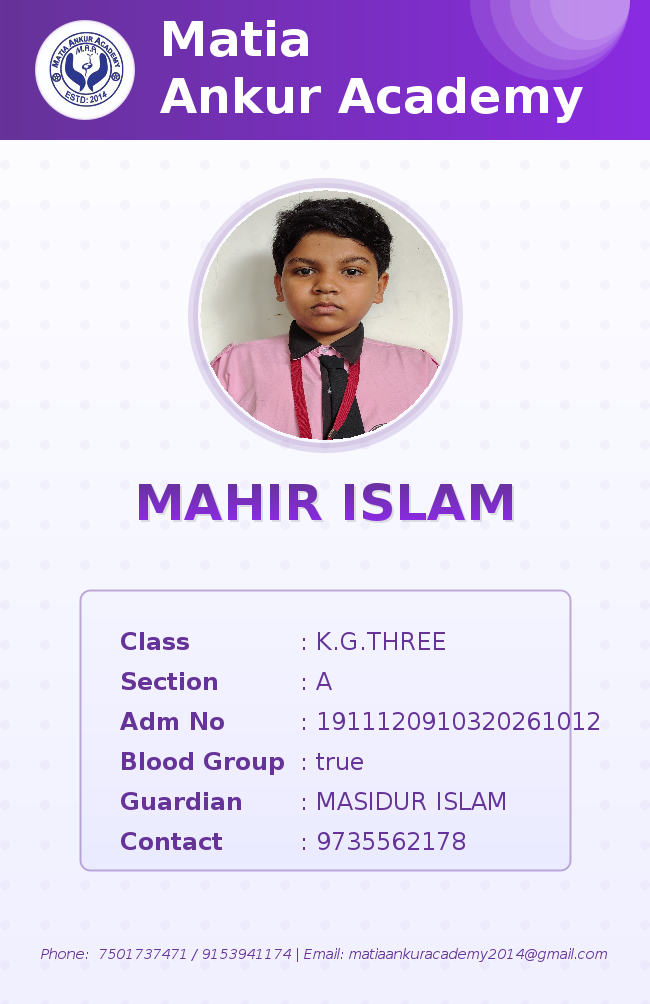 Matia
Ankur Academy
MATIA ANKUR ACADEMY
M.A.A.
ESTD: 2014
MAHIR ISLAM
Class : K.G.THREE
Section : A
Adm No : 1911120910320261012
Blood Group : true
Guardian : MASIDUR ISLAM
Contact : 9735562178
Phone: 7501737471 / 9153941174 | Email: matiaankuracademy2014@gmail.com